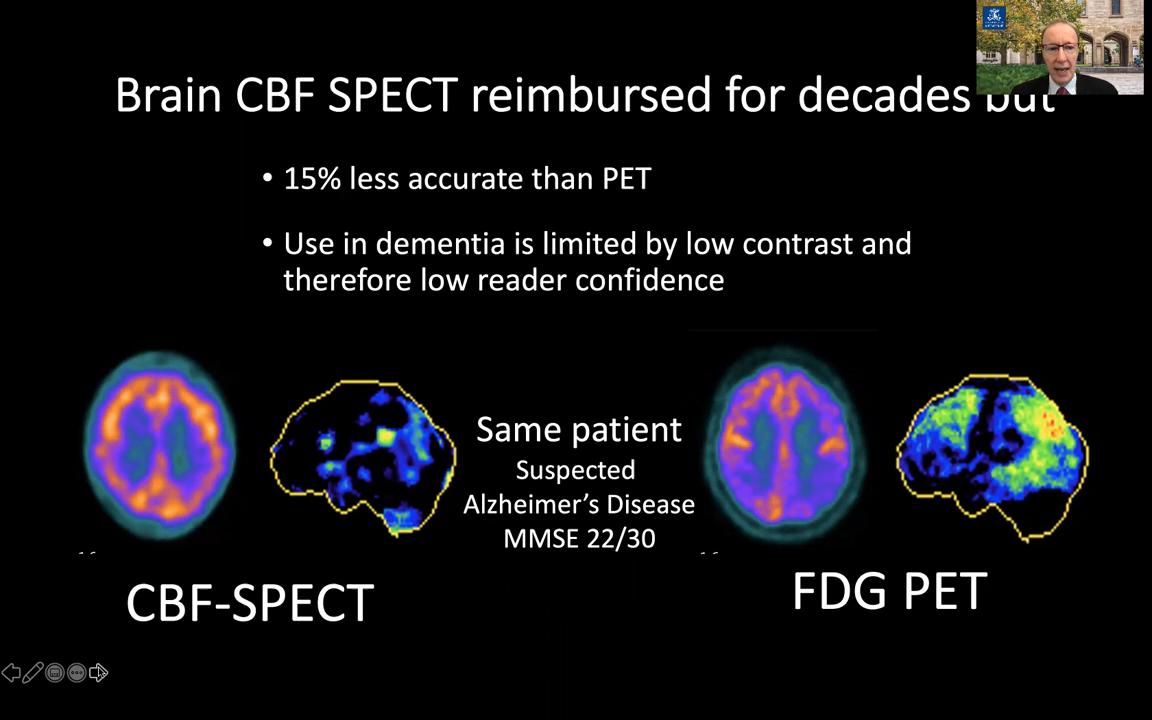 Brain CBF SPECT reimbursed for decades but
• 15% less accurate than PET
• Use in dementia is limited by low contrast and
therefore low reader confidence
Same patient
Suspected
Alzheimer's Disease
MMSE 22/30
CBF-SPECT
FDG PET